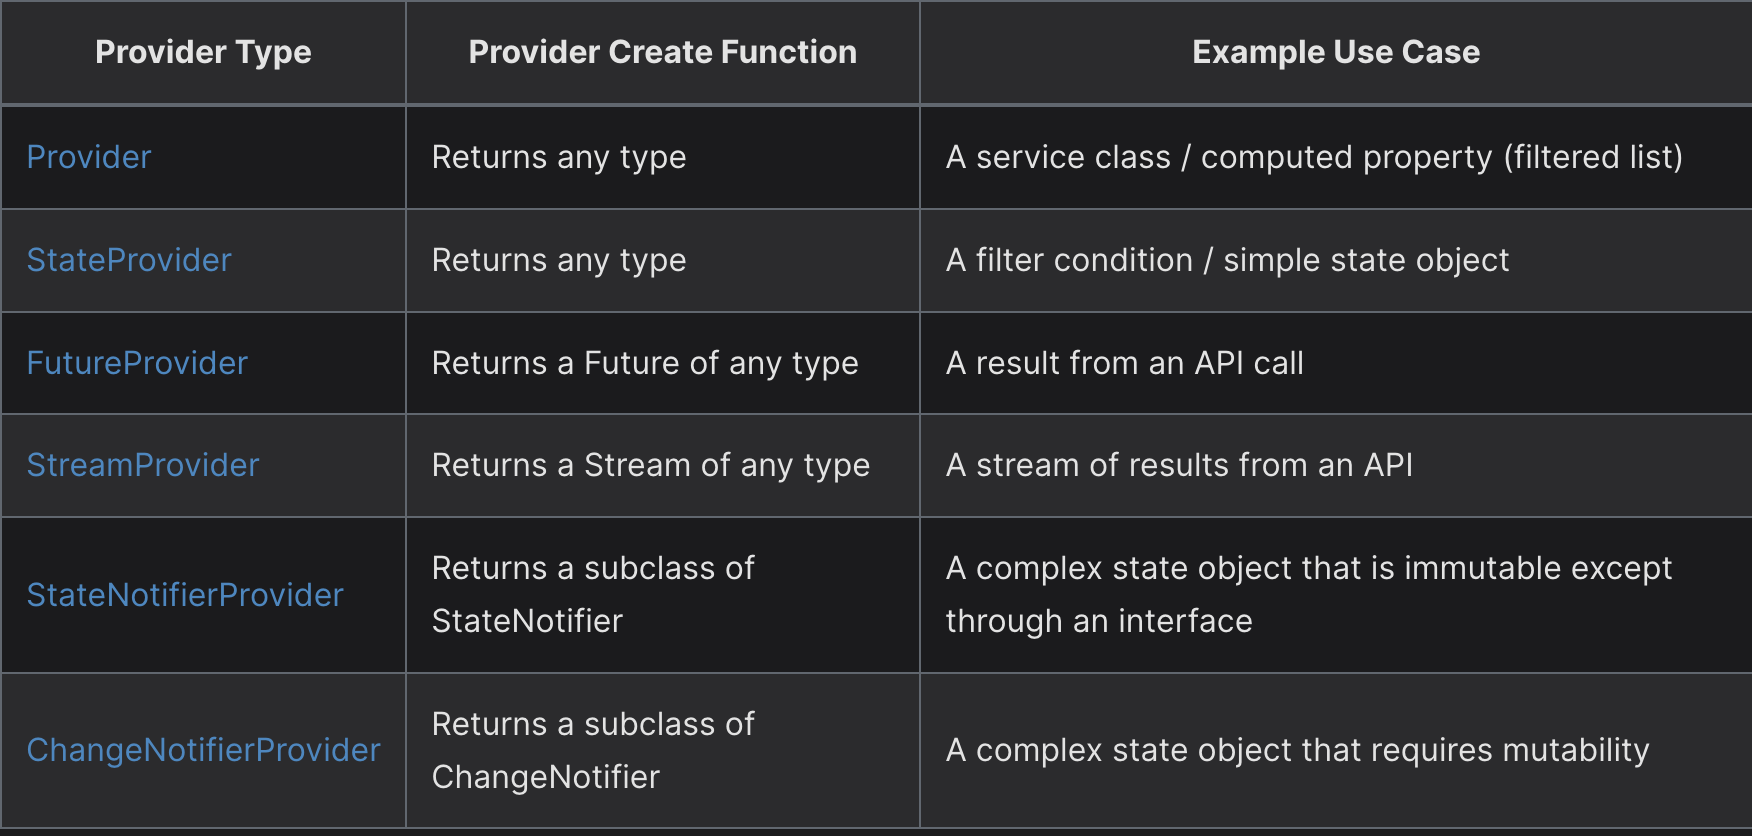 Provider Type Provider Create Function Example Use Case
Provider Returns any type A service class / computed property (filtered list)
StateProvider Returns any type A filter condition / simple state object
FutureProvider Returns a Future of any type A result from an API call
StreamProvider Returns a Stream of any type A stream of results from an API
StateNotifierProvider
Returns a subclass of
StateNotifier
A complex state object that is immutable except
through an interface
ChangeNotifierProvider
Returns a subclass of
ChangeNotifier
A complex state object that requires mutability